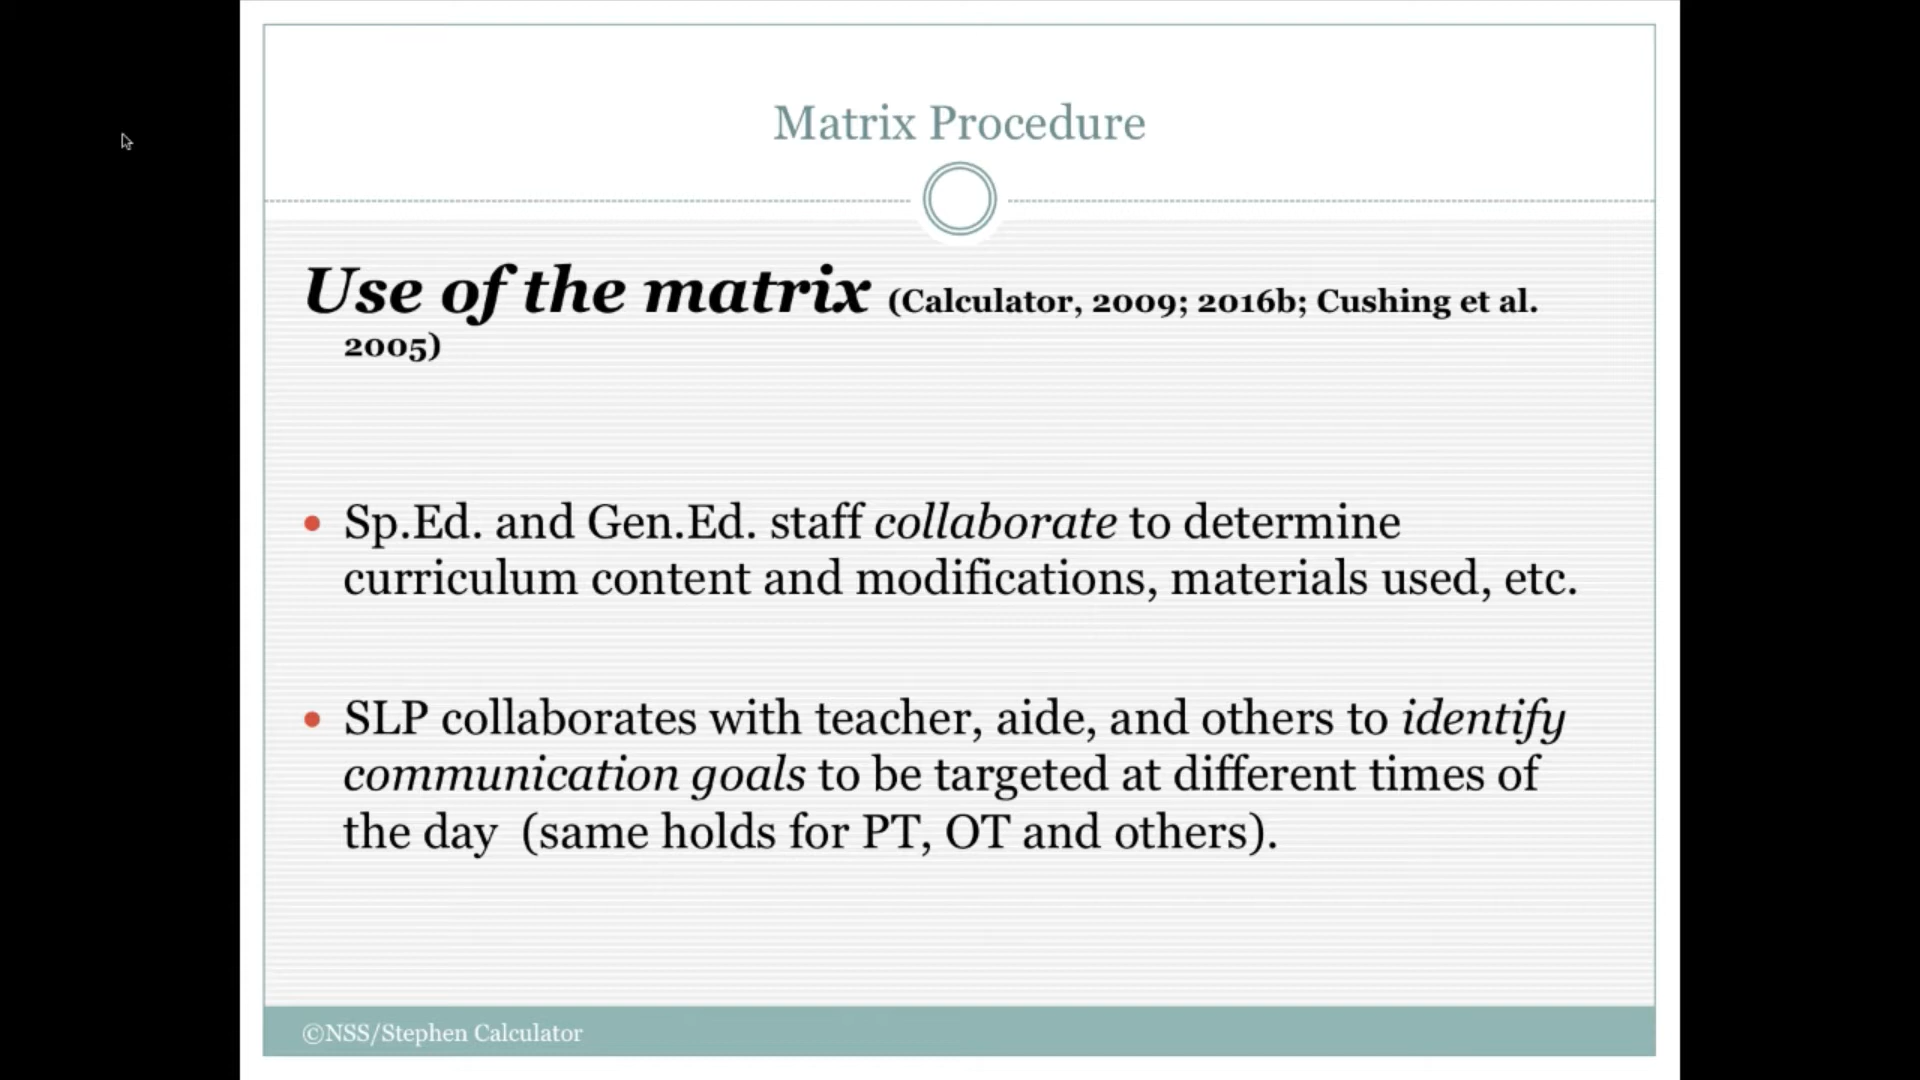 Matrix Procedure
Use of the matrix (Calculator, 2009; 2016b; Cushing et al.
2005)
• Sp.Ed. and Gen.Ed. staff collaborate to determine
curriculum content and modifications, materials used, etc.
• SLP collaborates with teacher, aide, and others to identify
communication goals to be targeted at different times of
the day  (same holds for PT, OT and others).
©NSS/Stephen Calculator